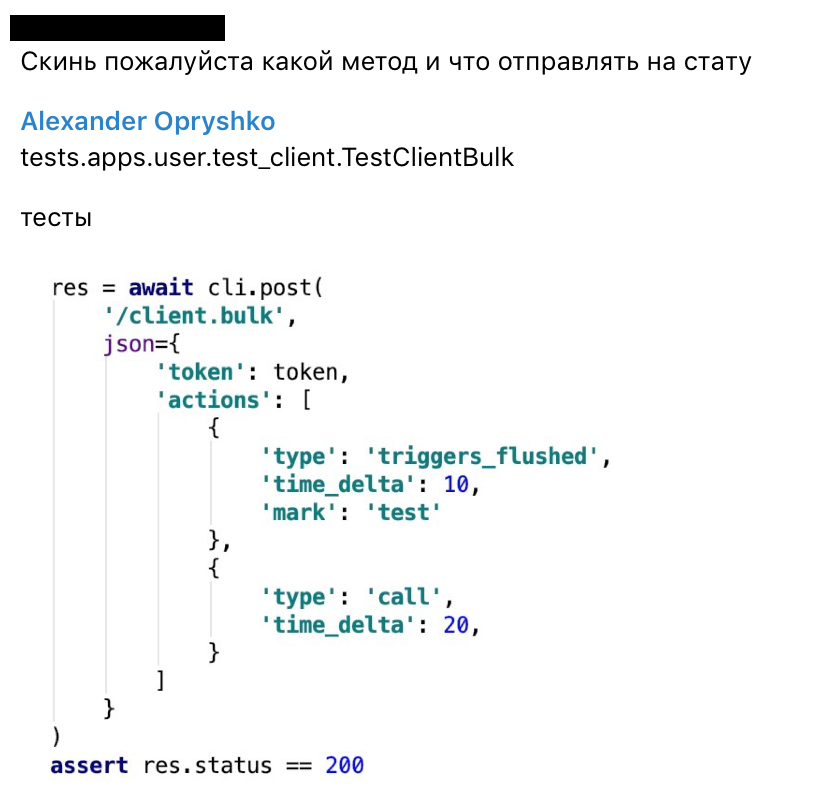 Скинь пожалуйста какой метод и что отправлять на стату
Alexander Opryshko
tests.apps.user.test_client.TestClientBulk
тесты
res = await cli.post(
'/client.bulk',
json={
'token': token,
'actions': [
{
'type': 'triggers_flushed',
'time_delta': 10,
'mark': 'test'
},
{
'type': 'call',
'time_delta': 20,
}
]
}
)
assert res.status == 200